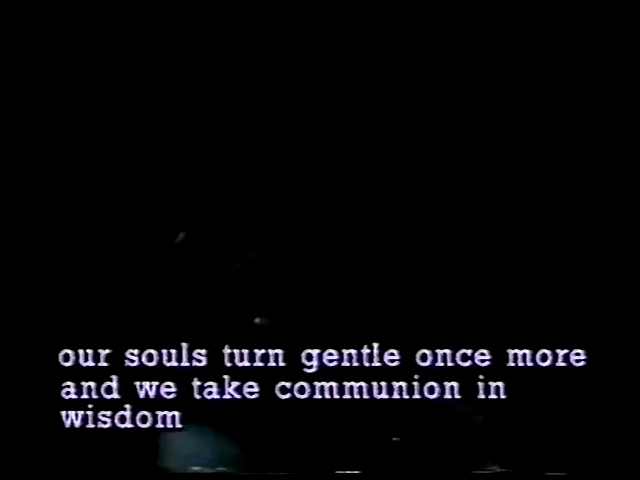 our souls turn gentle once more
and we take communion in
wisdom